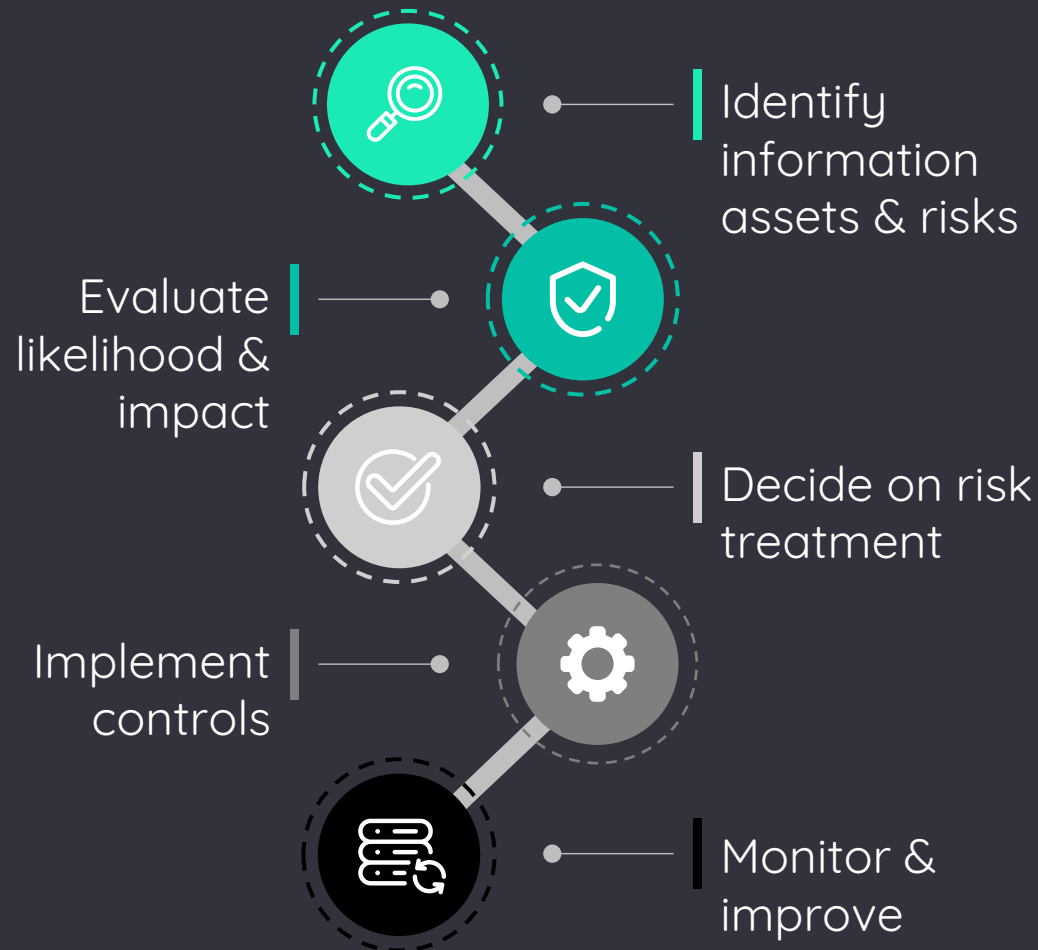 Identify
information
assets & risks
Evaluate
likelihood &
impact
Decide on risk
treatment
Implement
controls
Monitor &
improve